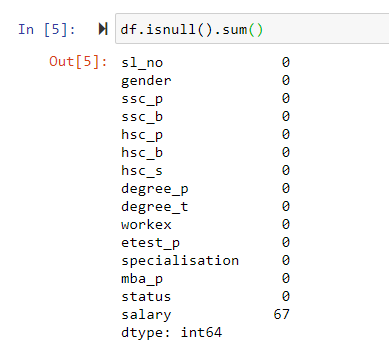 In [5]: df.isnull().sum()
Out[5]: sl_no 0
gender 0
ssc_p 0
ssc_b 0
hsc_p 0
hsc_b 0
hsc_s 0
degree_p 0
degree_t 0
workex 0
etest_p 0
specialisation 0
mba_p 0
status 0
salary 67
dtype: int64